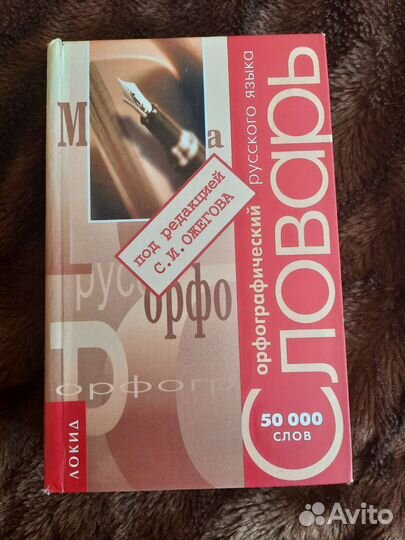 М а
под редакцией
С. И. ОЖЕГОВА
русс
орфо
орфогр
орфографический
русского языка
Словарь
50 000
СЛОВ
ЛОКИД
Avito